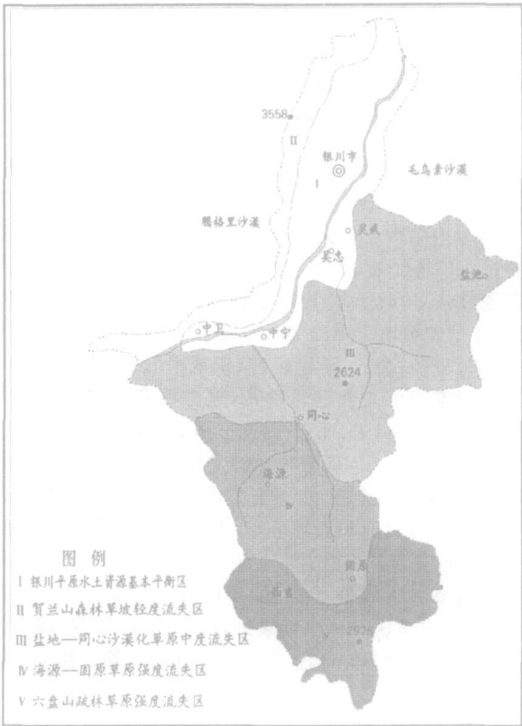 3558
II
银川市
I
毛乌素沙漠
腾格里沙漠
灵武
吴忠
盐池
中卫
中宁
III
2624
同心
海源
IV
固原
西吉
V
图例
I 银川平原水土资源基本平衡区
II 贺兰山森林草坡轻度流失区
III 盐地—同心沙漠化草原中度流失区
IV 海源—固原草原强度流失区
V 六盘山疏林草原强度流失区